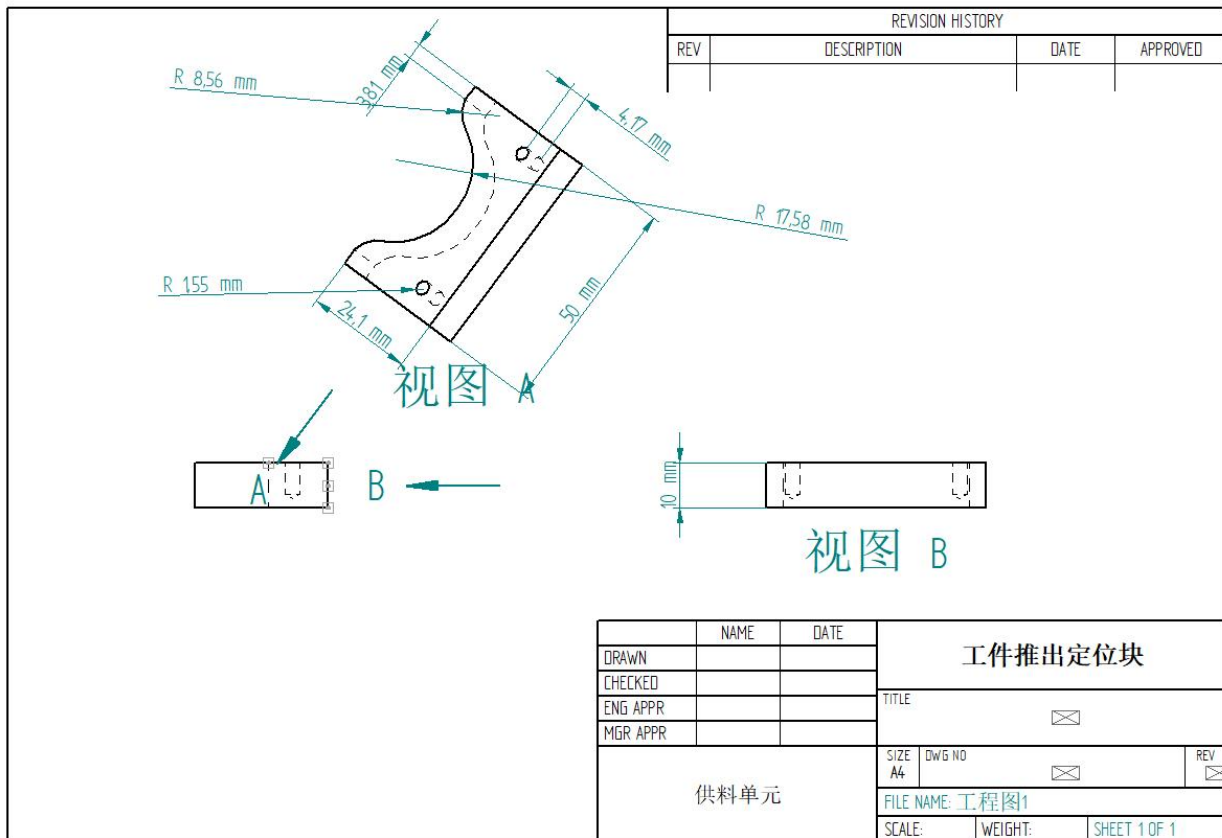 REVISION HISTORY
REV DESCRIPTION DATE APPROVED
R 8,56 mm
3,81 mm
4,17 mm
R 17,58 mm
R 1,55 mm
24,1 mm
50 mm
视图 A
A
B
10 mm
视图 B
NAME DATE
DRAWN
CHECKED
ENG APPR
MGR APPR
供料单元
工件推出定位块
TITLE
SIZE DWG NO REV
A4
FILE NAME: 工程图1
SCALE: WEIGHT: SHEET 1 OF 1